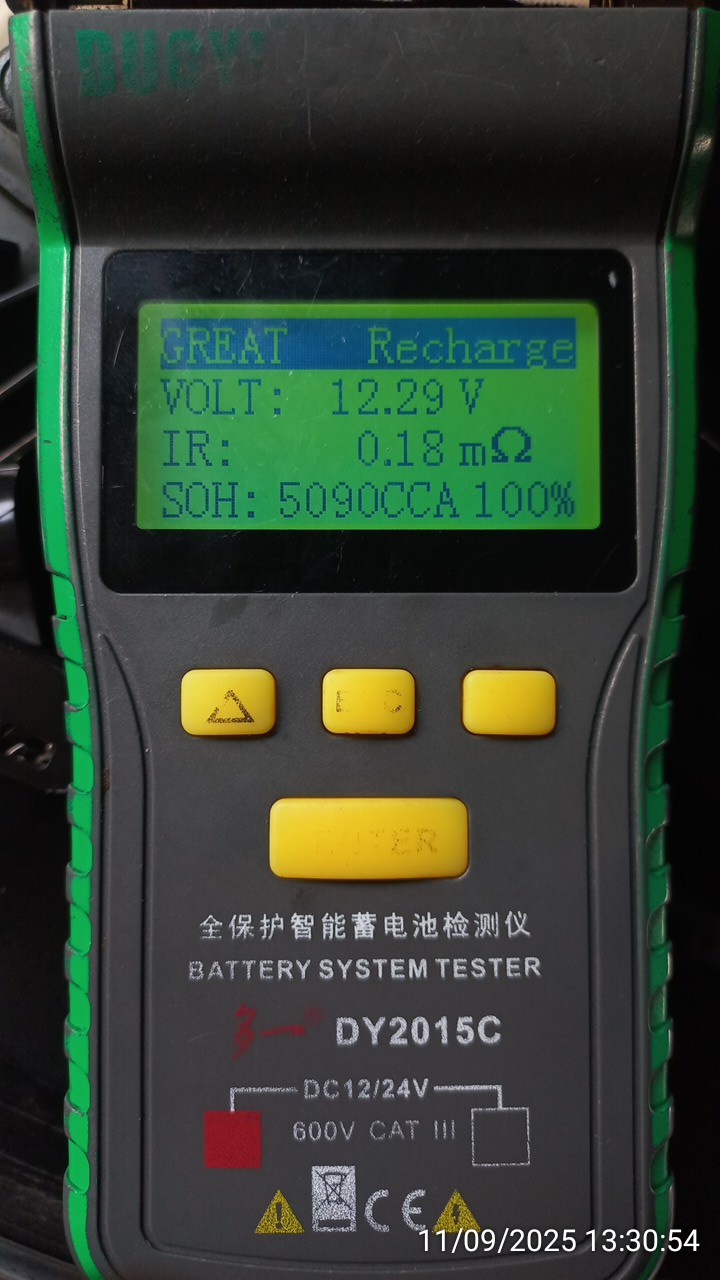 GREAT Recharge
VOLT: 12.29 V
IR: 0.18 mΩ
SOH: 5090CCA 100%
全保护智能蓄电池检测仪
BATTERY SYSTEM TESTER
多一 DY2015C
DC12/24V
600V CAT III
CE
11/09/2025 13:30:54